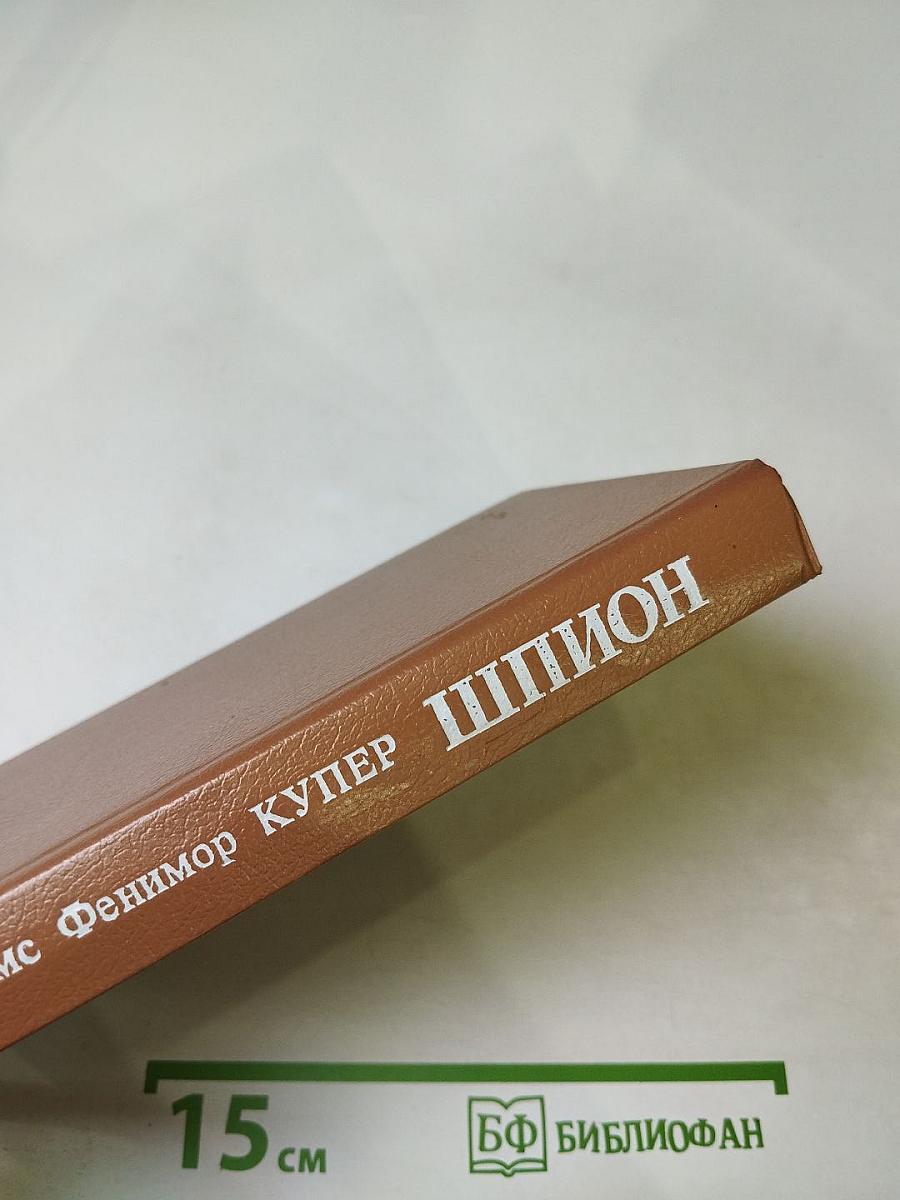 мс Фенимор КУПЕР ШПИОН
15 см
БФ БИБЛИОФАН